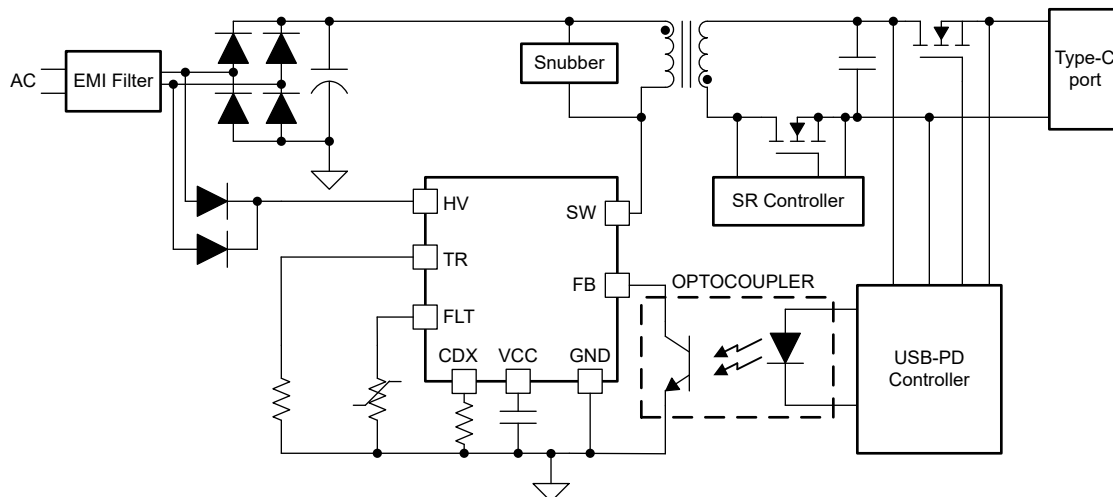 AC
EMI Filter
Snubber
Type-C
port
SR Controller
HV
SW
TR
FB
FLT
CDX
VCC
GND
OPTOCOUPLER
USB-PD
Controller